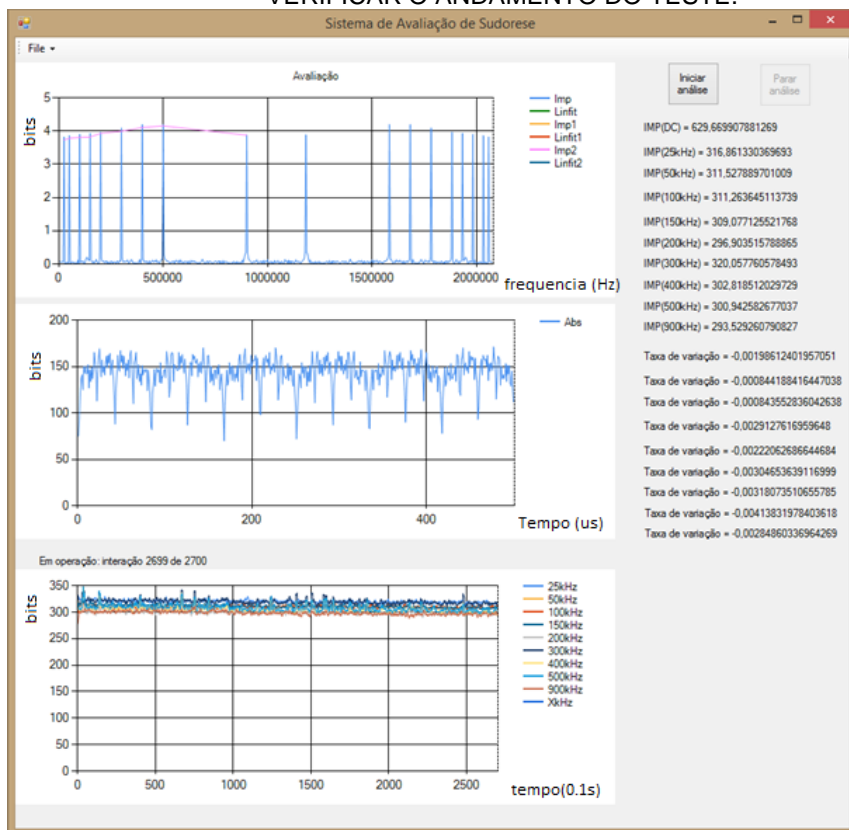 VERIFICAR O ANDAMENTO DO TESTE.
Sistema de Avaliação de Sudorese
File
Avaliação
bits
5
4
3
2
1
0
0
500000
1000000
1500000
2000000
frequencia (Hz)
Imp
Linfit
Imp1
Linfit1
Imp2
Linfit2
bits
200
150
100
50
0
0
200
400
Tempo (us)
Abs
Em operação: interação 2699 de 2700
bits
350
300
250
200
150
100
50
0
0
500
1000
1500
2000
2500
tempo(0.1s)
25kHz
50kHz
100kHz
150kHz
200kHz
300kHz
400kHz
500kHz
900kHz
XkHz
Iniciar
análise
Parar
análise
IMP(DC) = 629,669907881269
IMP(25kHz) = 316,861330369693
IMP(50kHz) = 311,527889701009
IMP(100kHz) = 311,263645113739
IMP(150kHz) = 309,077125521768
IMP(200kHz) = 296,903515788865
IMP(300kHz) = 320,057760578493
IMP(400kHz) = 302,818512029729
IMP(500kHz) = 300,942582677037
IMP(900kHz) = 293,529260790827
Taxa de variação = -0,00198612401957051
Taxa de variação = -0,000844188416447038
Taxa de variação = -0,000843552836042638
Taxa de variação = -0,0029127616959648
Taxa de variação = -0,00222062686644684
Taxa de variação = -0,00304653639116999
Taxa de variação = -0,00318073510655785
Taxa de variação = -0,00413831978403618
Taxa de variação = -0,00284860336964269